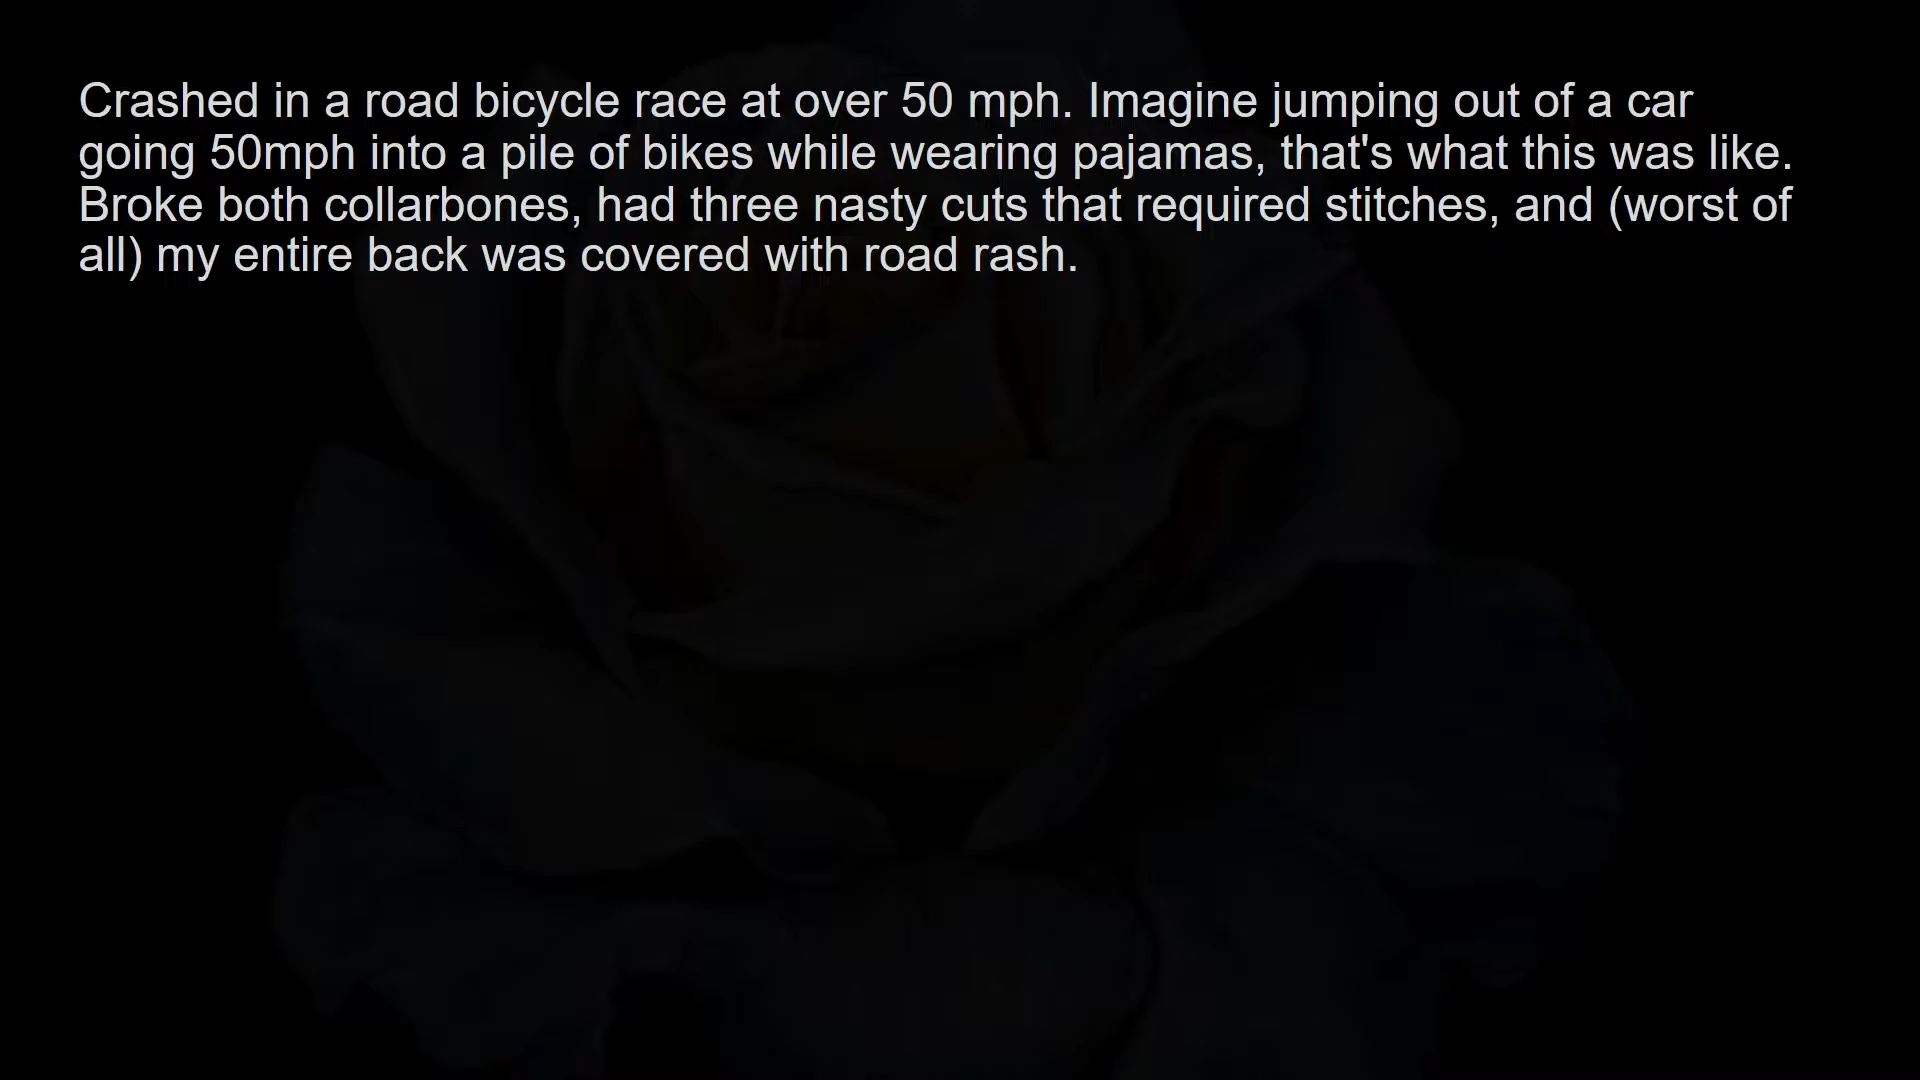 Crashed in a road bicycle race at over 50 mph. Imagine jumping out of a car
going 50mph into a pile of bikes while wearing pajamas, that's what this was like.
Broke both collarbones, had three nasty cuts that required stitches, and (worst of
all) my entire back was covered with road rash.